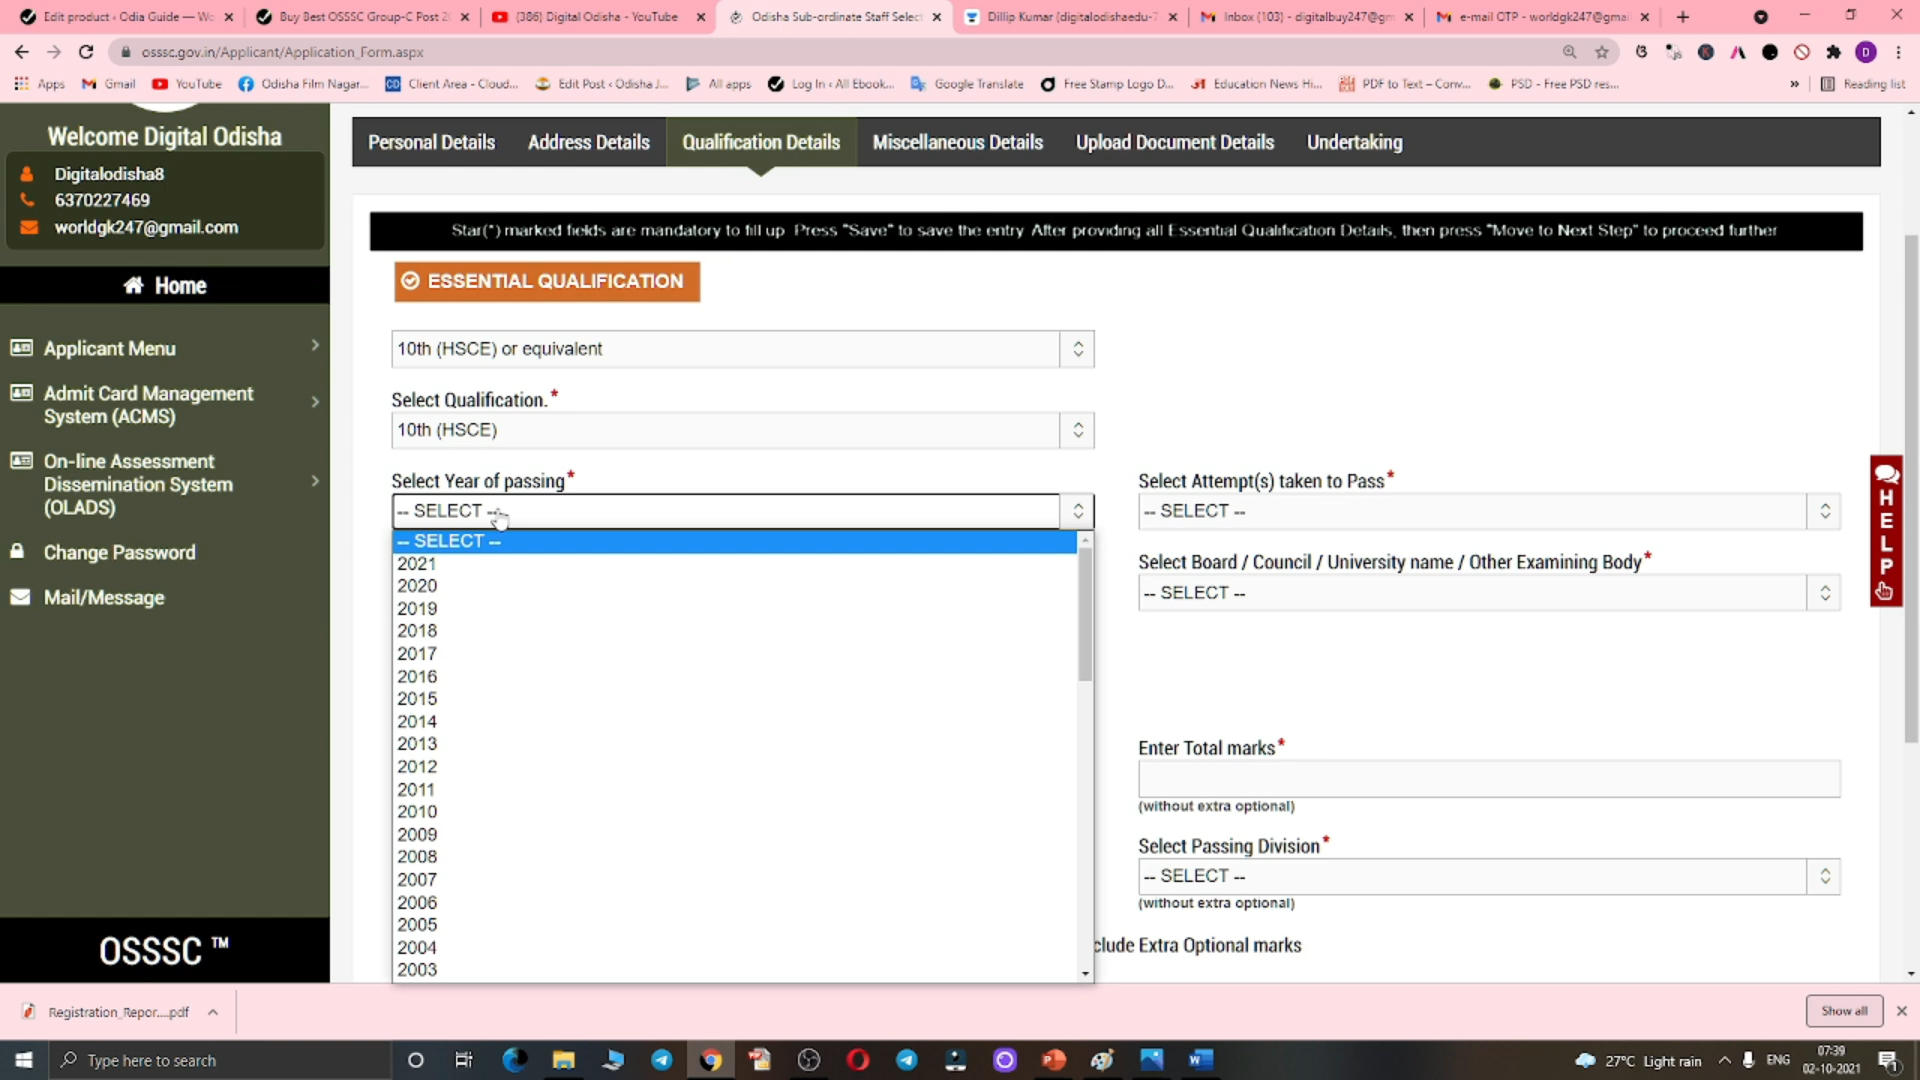 Edit product ‹ Odia Guide — Wo
Buy Best OSSSC Group-C Post 2
(386) Digital Odisha - YouTube
Odisha Sub-ordinate Staff Select
Dillip Kumar (digitalodishaedu-7
Inbox (103) - digitalbuy247@gm
e-mail OTP - worldgk247@gmai
osssc.gov.in/Applicant/Application_Form.aspx
D
Apps
Gmail
YouTube
Odisha Film Nagar...
Client Area - Cloud...
Edit Post ‹ Odisha J...
All apps
Log In ‹ All Ebook...
Google Translate
Free Stamp Logo D...
Education News Hi...
PDF to Text – Conv...
PSD - Free PSD res...
»
Reading list
Welcome Digital Odisha
Digitalodisha8
6370227469
worldgk247@gmail.com
Home
Applicant Menu
Admit Card Management
System (ACMS)
On-line Assessment
Dissemination System
(OLADS)
Change Password
Mail/Message
OSSSC ™
Personal Details
Address Details
Qualification Details
Miscellaneous Details
Upload Document Details
Undertaking
Star(*) marked fields are mandatory to fill up Press "Save" to save the entry After providing all Essential Qualification Details, then press "Move to Next Step" to proceed further
ESSENTIAL QUALIFICATION
10th (HSCE) or equivalent
Select Qualification.*
10th (HSCE)
Select Year of passing*
-- SELECT --
-- SELECT --
2021
2020
2019
2018
2017
2016
2015
2014
2013
2012
2011
2010
2009
2008
2007
2006
2005
2004
2003
Select Attempt(s) taken to Pass*
-- SELECT --
Select Board / Council / University name / Other Examining Body*
-- SELECT --
Enter Total marks*
(without extra optional)
Select Passing Division*
-- SELECT --
(without extra optional)
clude Extra Optional marks
HELP
Registration_Repor....pdf
Show all
Type here to search
27°C Light rain
ENG
07:39
02-10-2021
1